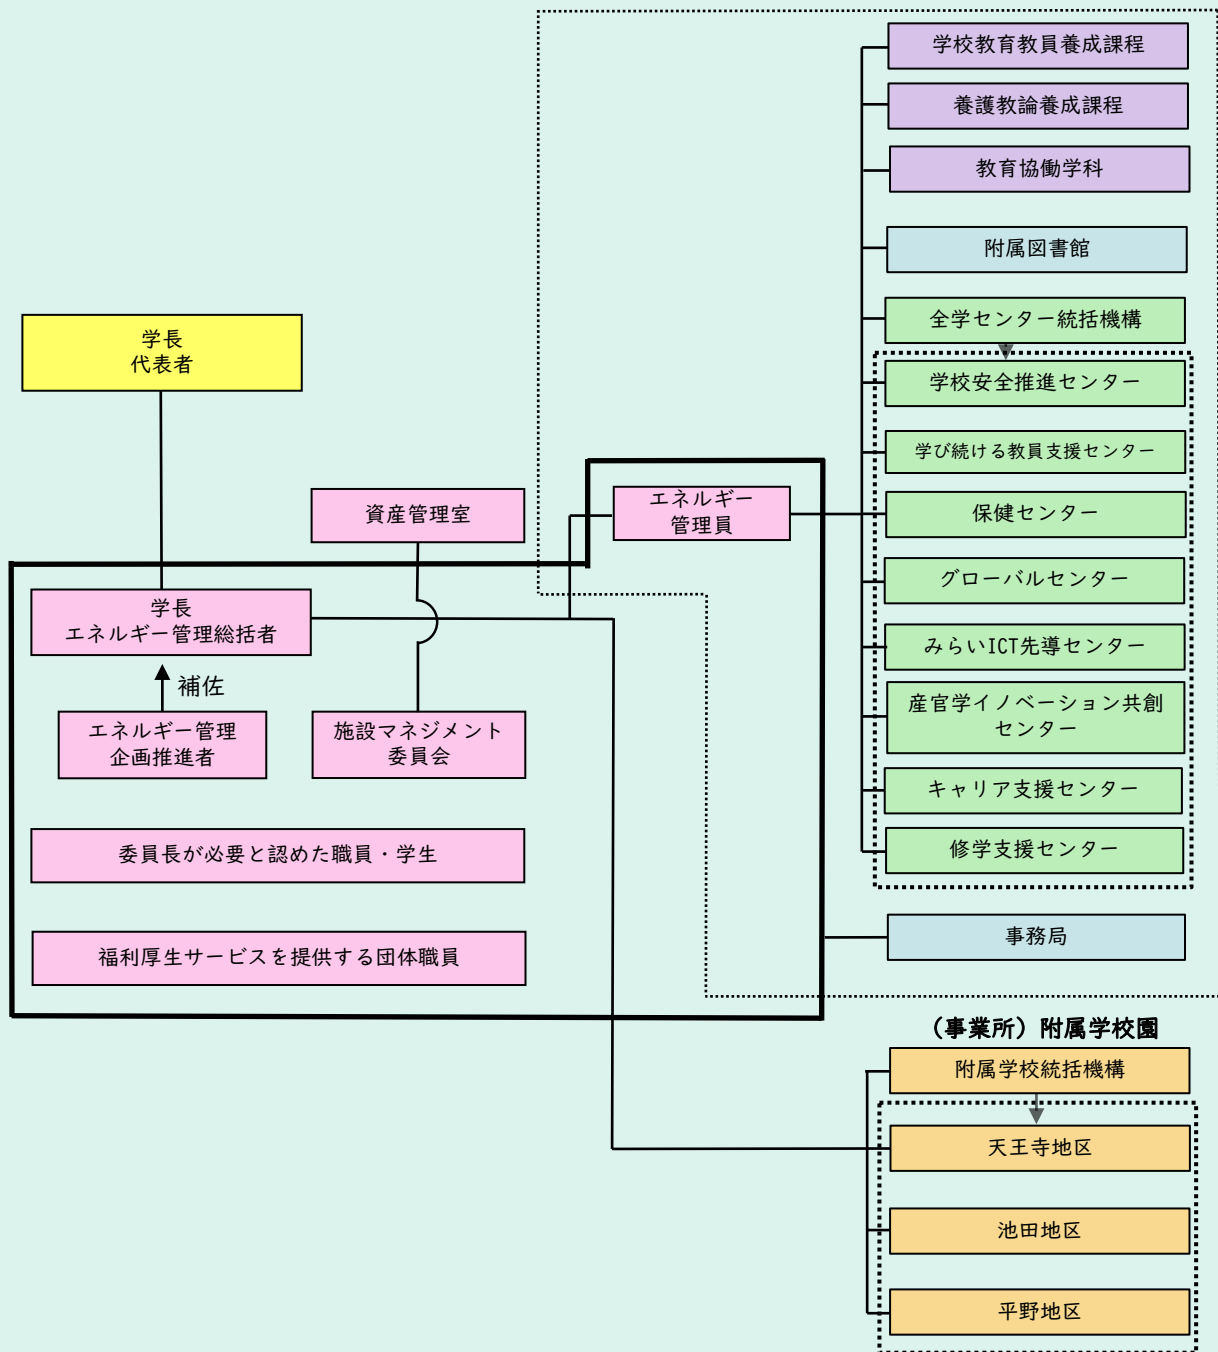 学校教育教員養成課程
養護教諭養成課程
教育協働学科
附属図書館
全学センター統括機構
学校安全推進センター
学び続ける教員支援センター
保健センター
グローバルセンター
みらいICT先導センター
産官学イノベーション共創
センター
キャリア支援センター
修学支援センター
事務局
学長
代表者
資産管理室
エネルギー
管理員
学長
エネルギー管理総括者
補佐
エネルギー管理
企画推進者
施設マネジメント
委員会
委員長が必要と認めた職員・学生
福利厚生サービスを提供する団体職員
（事業所）附属学校園
附属学校統括機構
天王寺地区
池田地区
平野地区